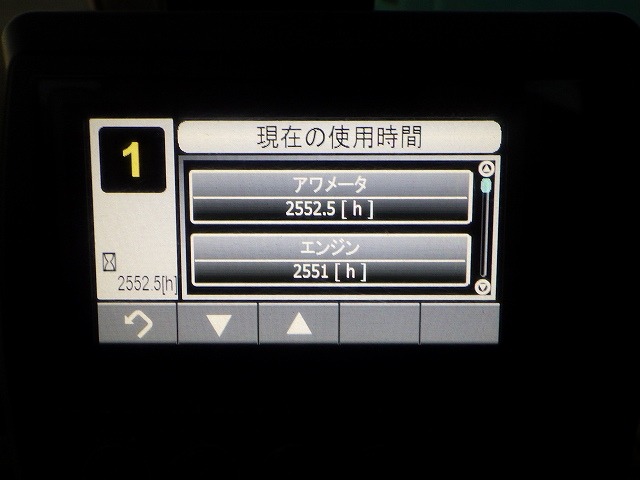 現在の使用時間
1
アワメータ
2552.5 [ h ]
エンジン
2551 [ h ]
2552.5[h]